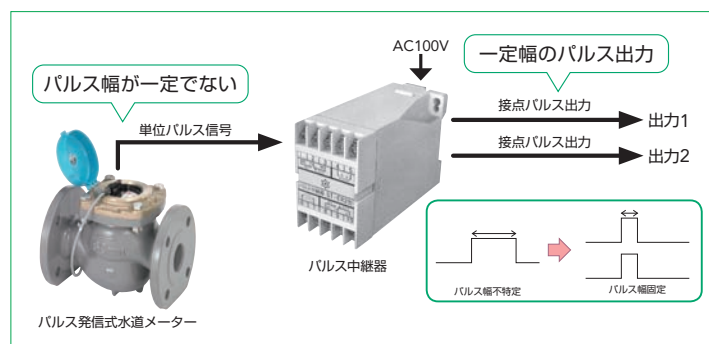 AC100V
一定幅のパルス出力
パルス幅が一定でない
接点パルス出力
出力1
単位パルス信号
接点パルス出力
出力2
パルス中継器
パルス幅不特定
パルス幅固定
パルス発信式水道メーター